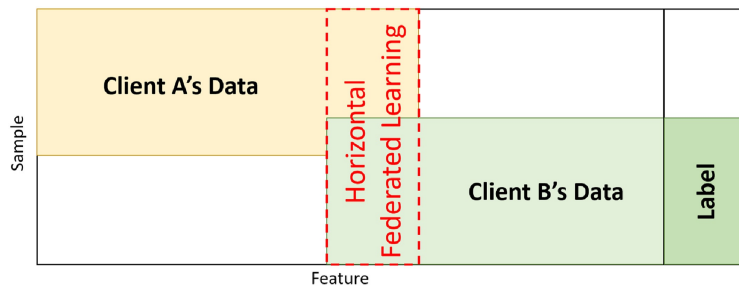 Client A's Data
Horizontal
Federated Learning
Sample
Client B's Data
Label
Feature